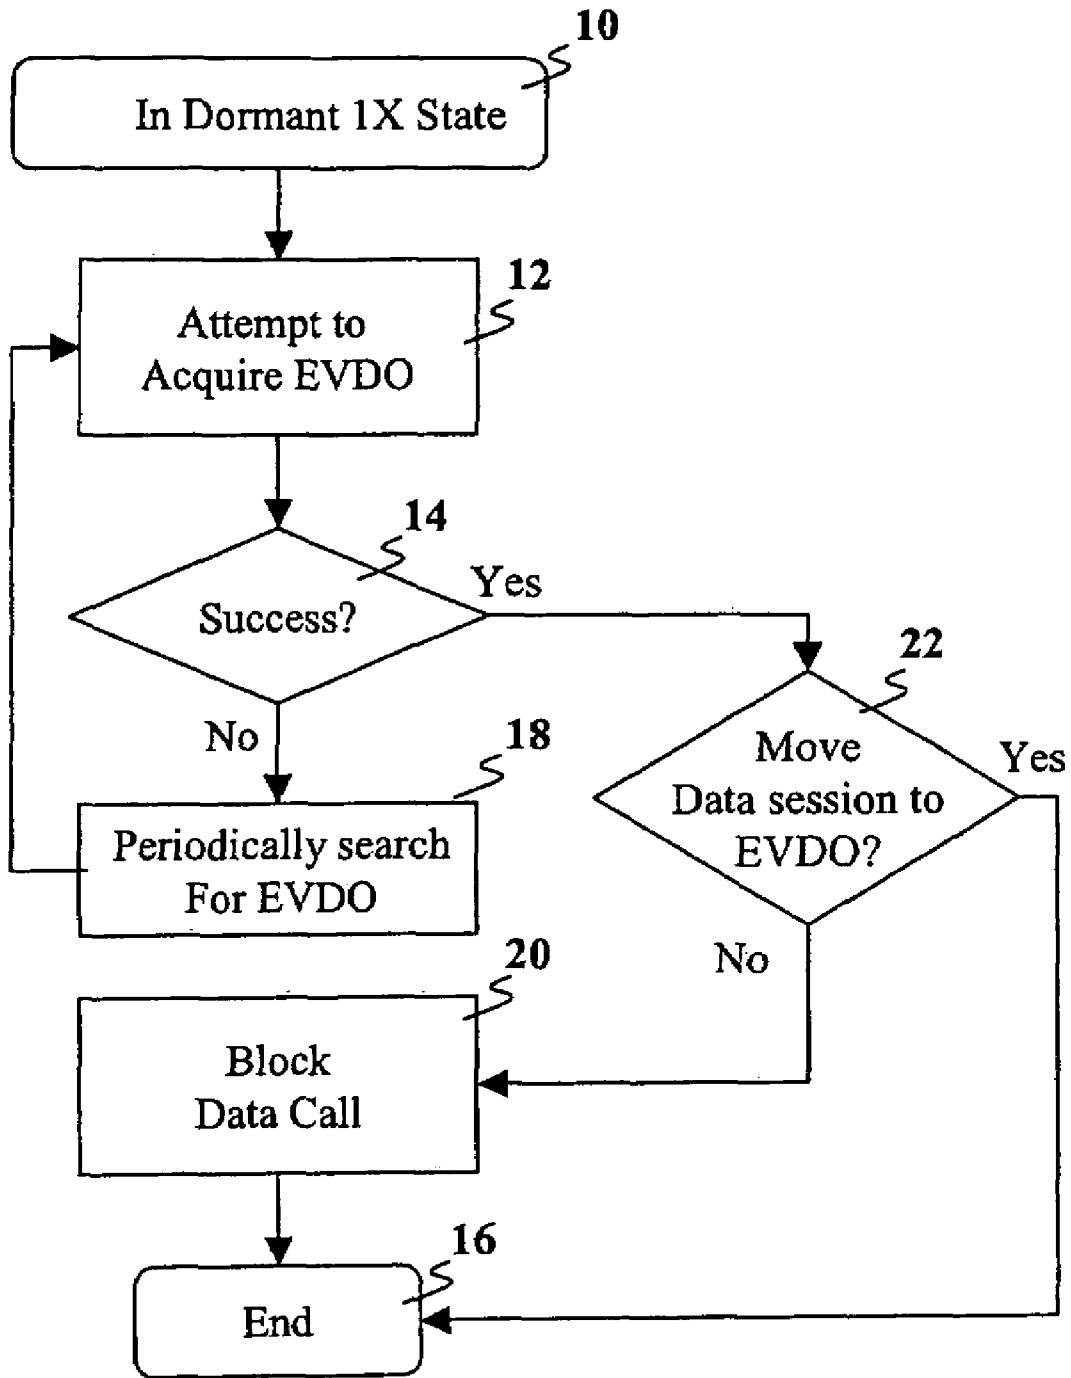 10
In Dormant 1X State
12
Attempt to
Acquire EVDO
14
Success?
Yes
22
Move
Data session to
EVDO?
Yes
No
18
Periodically search
For EVDO
No
20
Block
Data Call
16
End